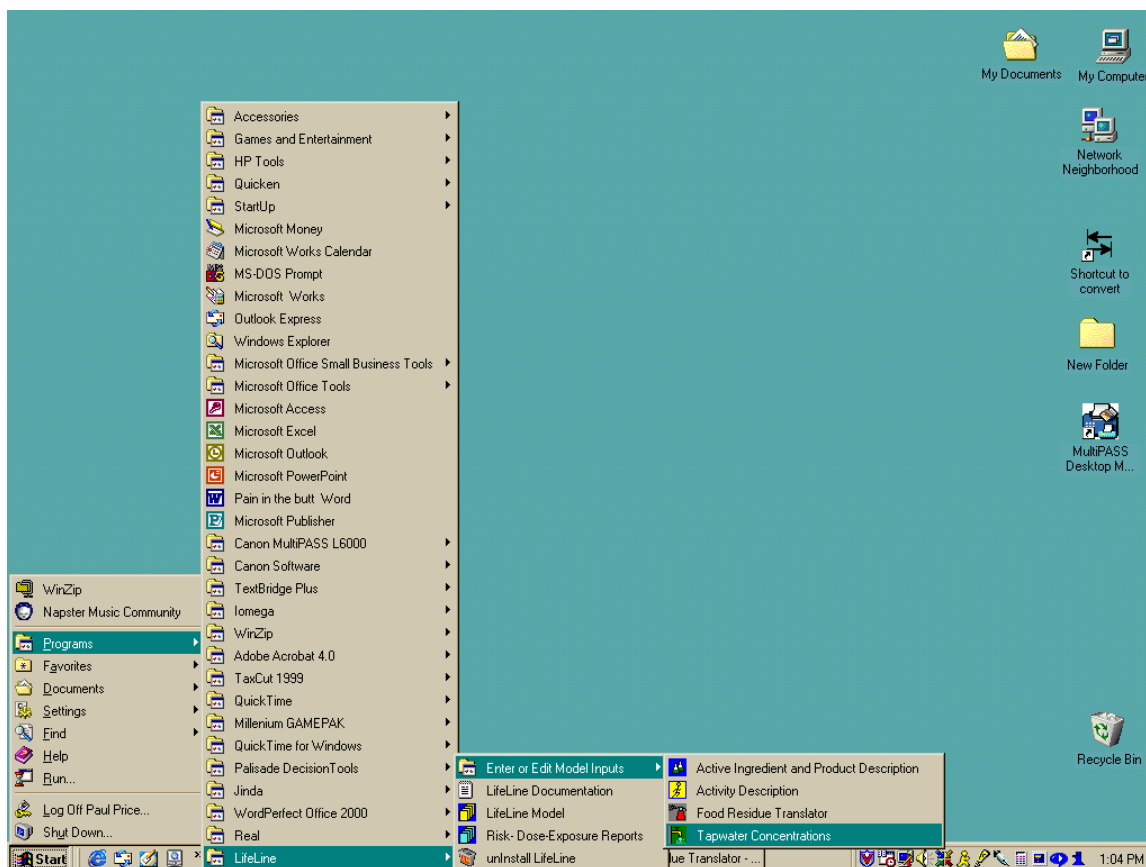 My Documents
My Compute
Network
Neighborhood
Shortcut to
convert
New Folder
MultiPASS
Desktop M...
Recycle Bin
Accessories
Games and Entertainment
HP Tools
Quicken
StartUp
Microsoft Money
Microsoft Works Calendar
MS-DOS Prompt
Microsoft Works
Outlook Express
Windows Explorer
Microsoft Office Small Business Tools
Microsoft Office Tools
Microsoft Access
Microsoft Excel
Microsoft Outlook
Microsoft PowerPoint
Pain in the butt Word
Microsoft Publisher
Canon MultiPASS L6000
Canon Software
TextBridge Plus
Iomega
WinZip
Adobe Acrobat 4.0
TaxCut 1999
QuickTime
Millenium GAMEPAK
QuickTime for Windows
Palisade DecisionTools
Jinda
WordPerfect Office 2000
Real
LifeLine
WinZip
Napster Music Community
Programs
Favorites
Documents
Settings
Find
Help
Run...
Log Off Paul Price...
Shut Down...
Enter or Edit Model Inputs
LifeLine Documentation
LifeLine Model
Risk- Dose-Exposure Reports
unInstall LifeLine
Active Ingredient and Product Description
Activity Description
Food Residue Translator
Tapwater Concentrations
Start
lue Translator - ...
1:04 PM